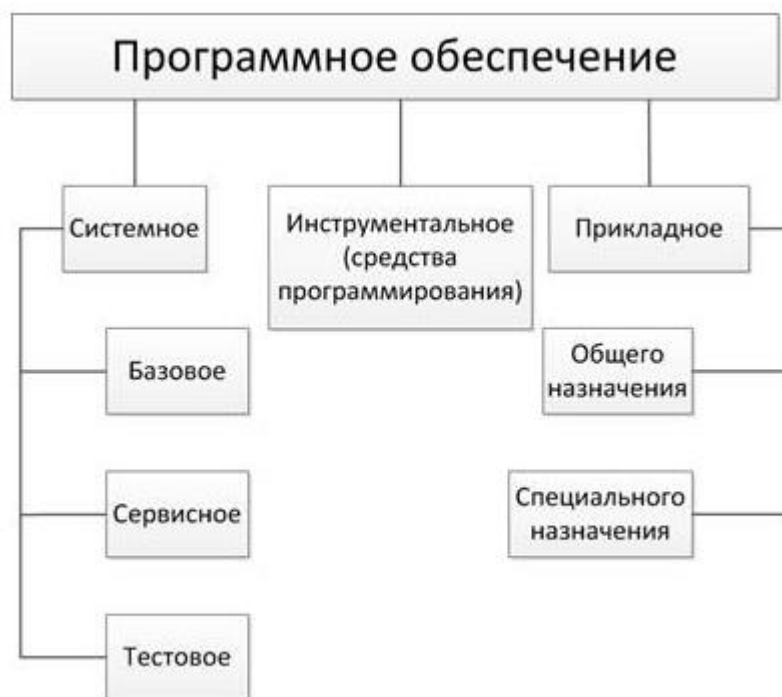 Программное обеспечение
Системное
Инструментальное
(средства
программирования)
Прикладное
Базовое
Общего
назначения
Сервисное
Специального
назначения
Тестовое